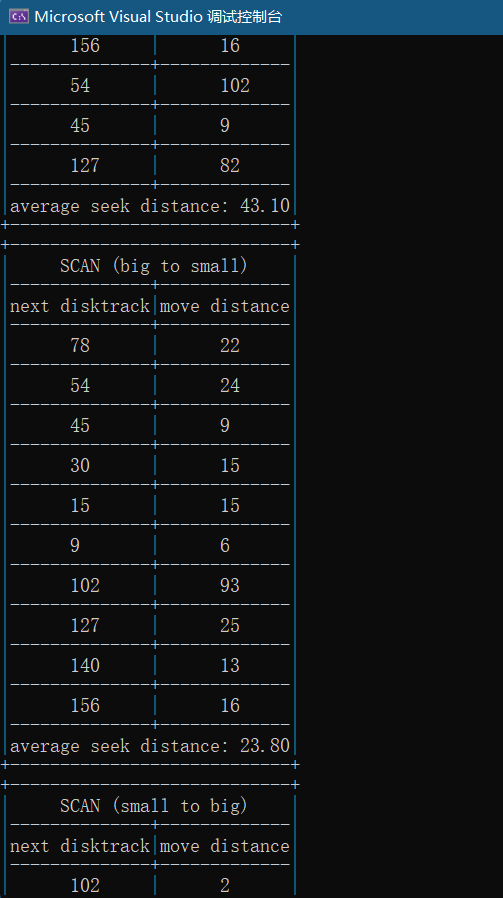 Microsoft Visual Studio 调试控制台
| 156 | 16 |
|--------------+-------------|
| 54 | 102 |
|--------------+-------------|
| 45 | 9 |
|--------------+-------------|
| 127 | 82 |
|--------------+-------------|
|average seek distance: 43.10|
+----------------------------+
+----------------------------+
| SCAN (big to small) |
|--------------+-------------|
|next disktrack|move distance|
|--------------+-------------|
| 78 | 22 |
|--------------+-------------|
| 54 | 24 |
|--------------+-------------|
| 45 | 9 |
|--------------+-------------|
| 30 | 15 |
|--------------+-------------|
| 15 | 15 |
|--------------+-------------|
| 9 | 6 |
|--------------+-------------|
| 102 | 93 |
|--------------+-------------|
| 127 | 25 |
|--------------+-------------|
| 140 | 13 |
|--------------+-------------|
| 156 | 16 |
|--------------+-------------|
|average seek distance: 23.80|
+----------------------------+
+----------------------------+
| SCAN (small to big) |
|--------------+-------------|
|next disktrack|move distance|
|--------------+-------------|
| 102 | 2 |